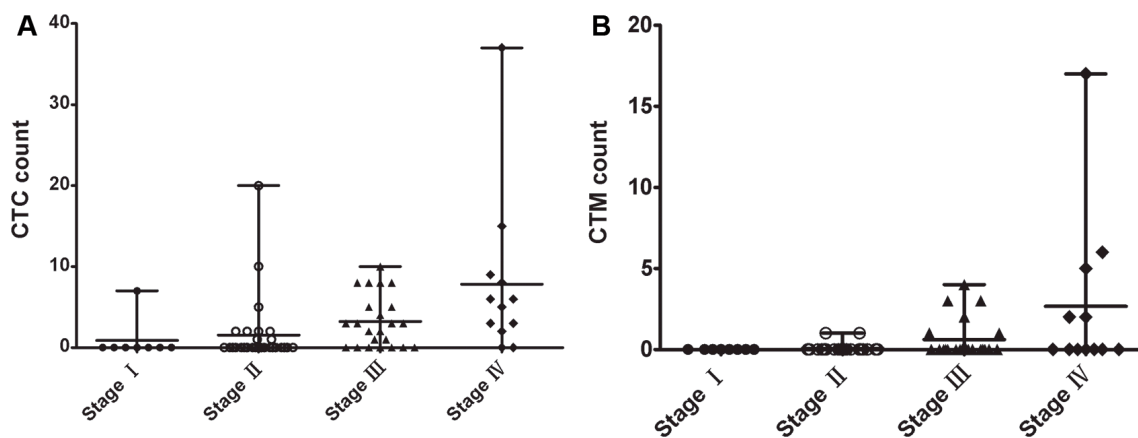 A
CTC count
40
30
20
10
0
Stage Ⅰ
Stage Ⅱ
Stage Ⅲ
Stage Ⅳ
B
CTM count
20
15
10
5
0
Stage Ⅰ
Stage Ⅱ
Stage Ⅲ
Stage Ⅳ